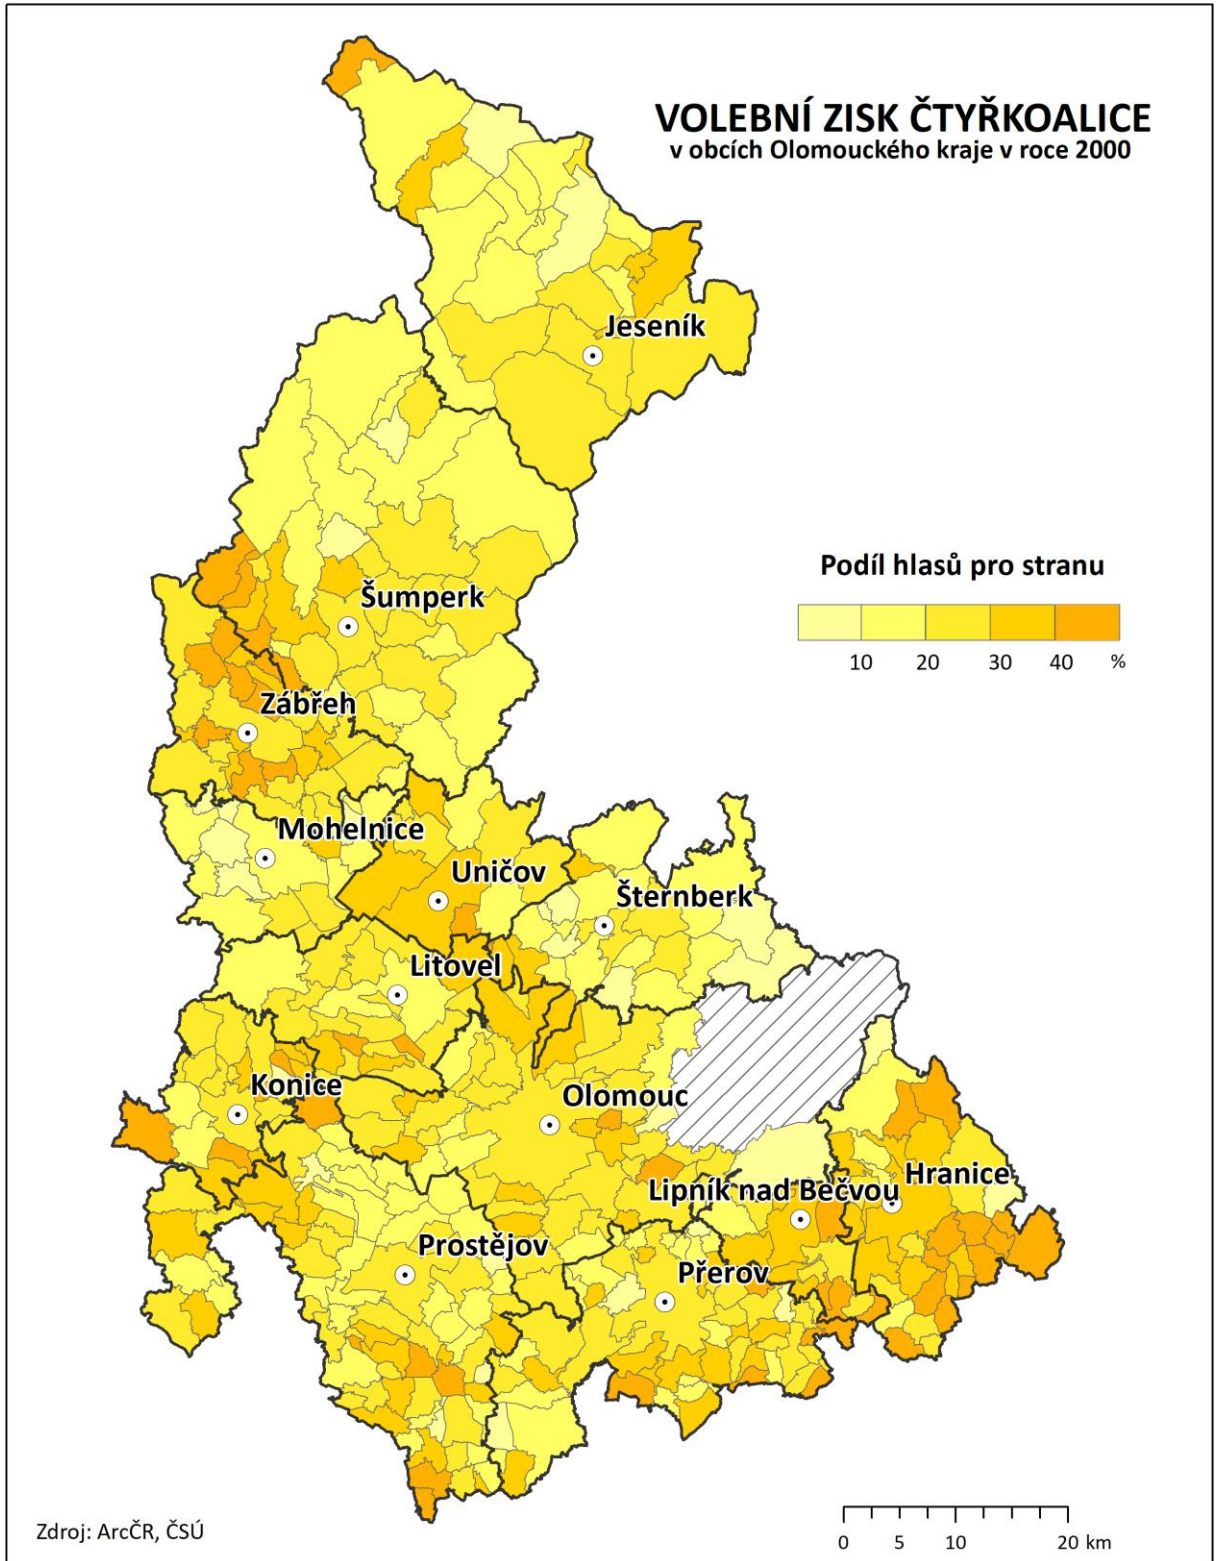 VOLEBNÍ ZISK ČTYŘKOALICE
v obcích Olomouckého kraje v roce 2000
Jeseník
Podíl hlasů pro stranu
10 20 30 40 %
Šumperk
Zábřeh
Mohelnice
Uničov
Šternberk
Litovel
Konice
Olomouc
Hranice
Lipník nad Bečvou
Prostějov
Přerov
Zdroj: ArcČR, ČSÚ
0 5 10 20 km